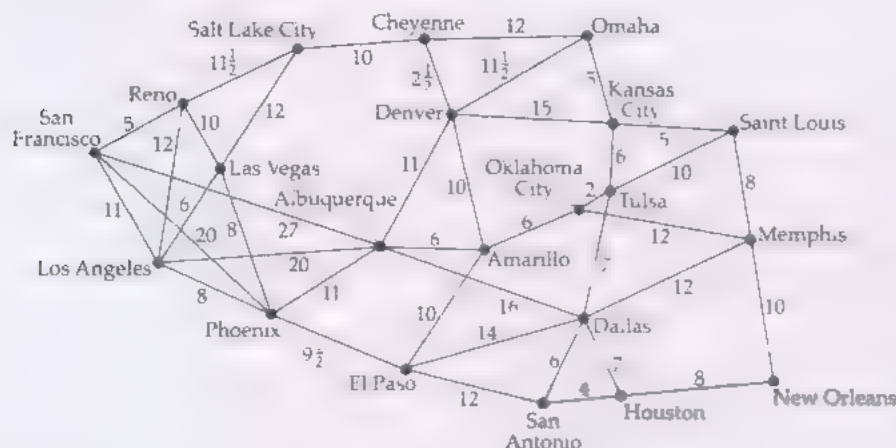 Salt Lake City
Cheyenne
12
Omaha
11½
10
2½
11½
5
Reno
Kansas
City
San
Francisco
5
12
10
12
Denver
15
5
Saint Louis
Las Vegas
11
10
Oklahoma
City
6
2
10
8
Tulsa
11
6
20
8
27
Albuquerque
6
6
12
Memphis
Los Angeles
20
Amarillo
7
8
11
10
16
12
10
Phoenix
14
Dallas
9½
6
7
El Paso
12
4
8
San
Antonio
Houston
New Orleans